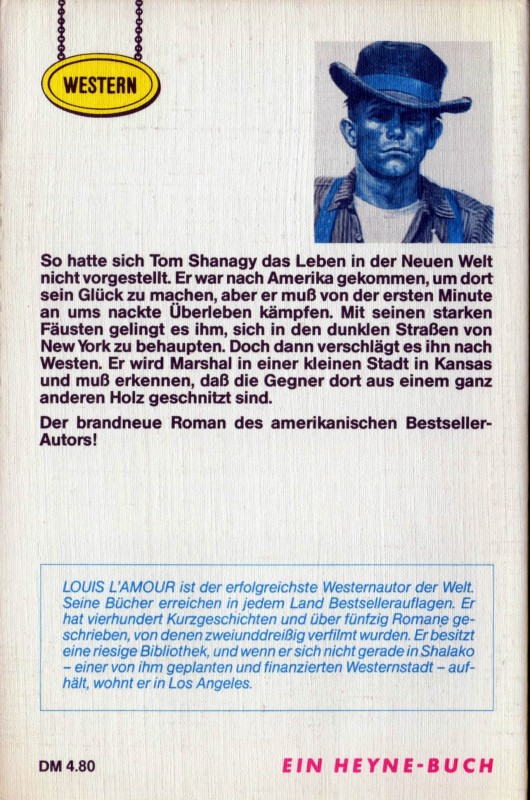 WESTERN
So hatte sich Tom Shanagy das Leben in der Neuen Welt
nicht vorgestellt. Er war nach Amerika gekommen, um dort
sein Glück zu machen, aber er muß von der ersten Minute
an ums nackte Überleben kämpfen. Mit seinen starken
Fäusten gelingt es ihm, sich in den dunklen Straßen von
New York zu behaupten. Doch dann verschlägt es ihn nach
Westen. Er wird Marshal in einer kleinen Stadt in Kansas
und muß erkennen, daß die Gegner dort aus einem ganz
anderen Holz geschnitzt sind.
Der brandneue Roman des amerikanischen Bestseller-
Autors!
LOUIS L'AMOUR ist der erfolgreichste Westernautor der Welt.
Seine Bücher erreichen in jedem Land Bestsellerauflagen. Er
hat vierhundert Kurzgeschichten und über fünfzig Romane ge-
schrieben, von denen zweiunddreißig verfilmt wurden. Er besitzt
eine riesige Bibliothek, und wenn er sich nicht gerade in Shalako
– einer von ihm geplanten und finanzierten Westernstadt – auf-
hält, wohnt er in Los Angeles.
DM 4.80
EIN HEYNE-BUCH